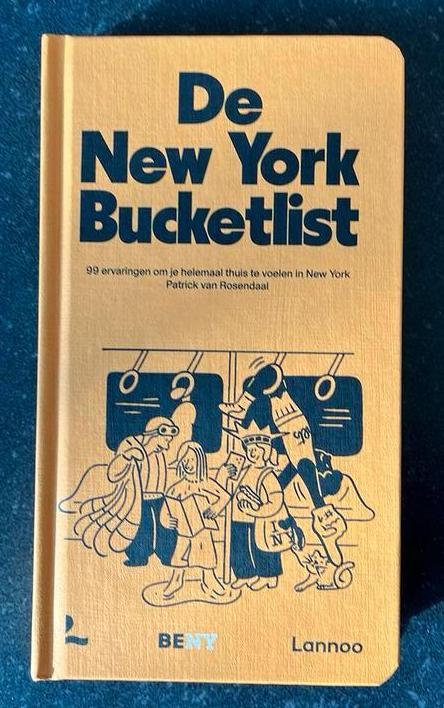 De
New York
Bucketlist
99 ervaringen om je helemaal thuis te voelen in New York
Patrick van Rosendaal
BENY
Lannoo